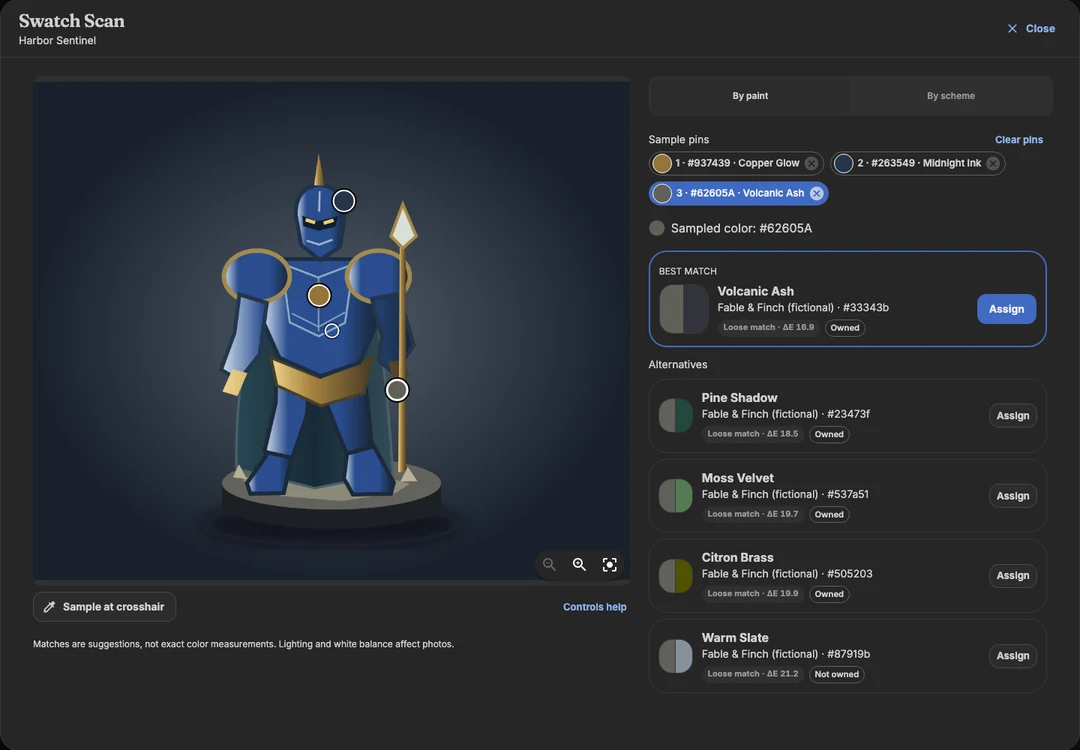 Swatch Scan
Harbor Sentinel
Close
By paint
By scheme
Sample pins
Clear pins
1 · #937439 · Copper Glow
2 · #263549 · Midnight Ink
3 · #62605A · Volcanic Ash
Sampled color: #62605A
BEST MATCH
Volcanic Ash
Fable & Finch (fictional) · #33343b
Loose match · ΔE 16.9
Owned
Assign
Alternatives
Pine Shadow
Fable & Finch (fictional) · #23473f
Loose match · ΔE 18.5
Owned
Assign
Moss Velvet
Fable & Finch (fictional) · #537a51
Loose match · ΔE 19.7
Owned
Assign
Citron Brass
Fable & Finch (fictional) · #505203
Loose match · ΔE 19.9
Owned
Assign
Warm Slate
Fable & Finch (fictional) · #87919b
Loose match · ΔE 21.2
Not owned
Assign
Sample at crosshair
Controls help
Matches are suggestions, not exact color measurements. Lighting and white balance affect photos.